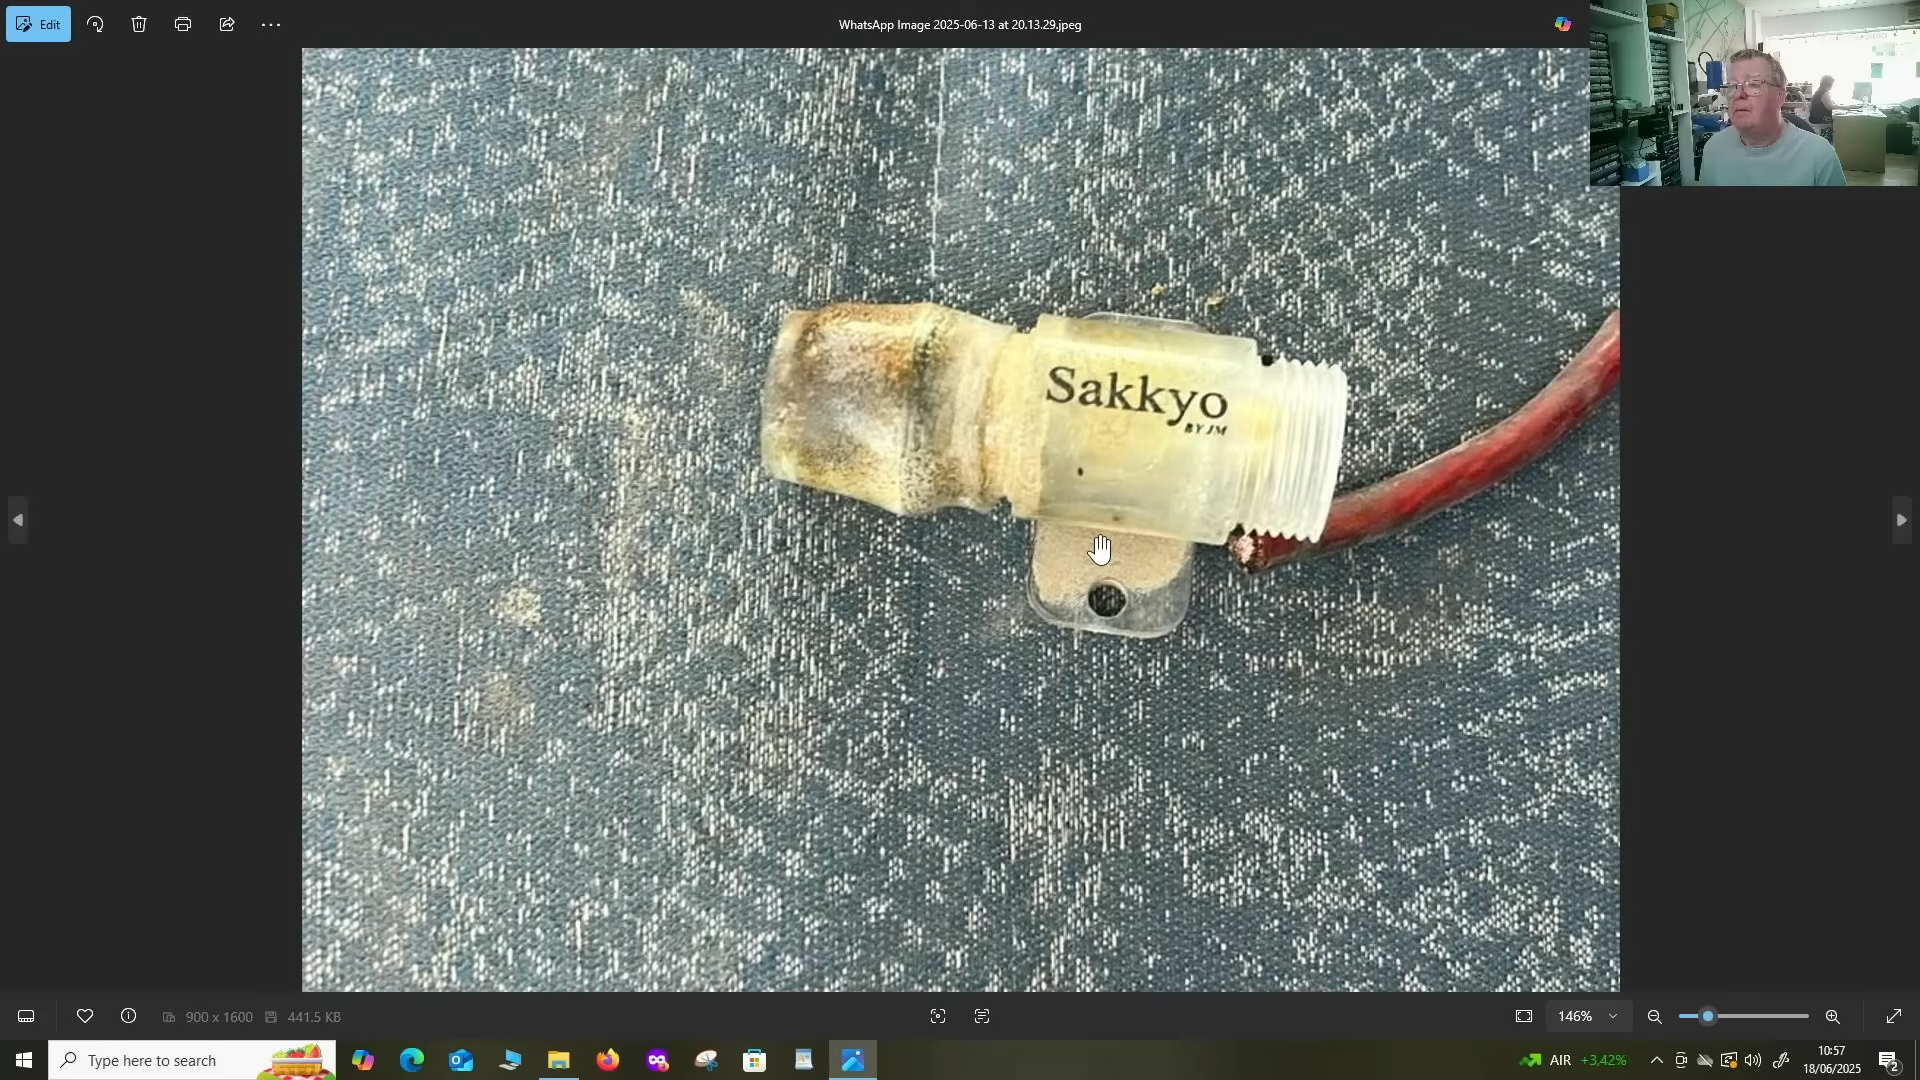 Edit
WhatsApp Image 2025-06-13 at 20.13.29.jpeg
Sakkyo
BY JM
900 x 1600
441.5 KB
146%
Type here to search
AIR +3,42%
10:57
18/06/2025
2